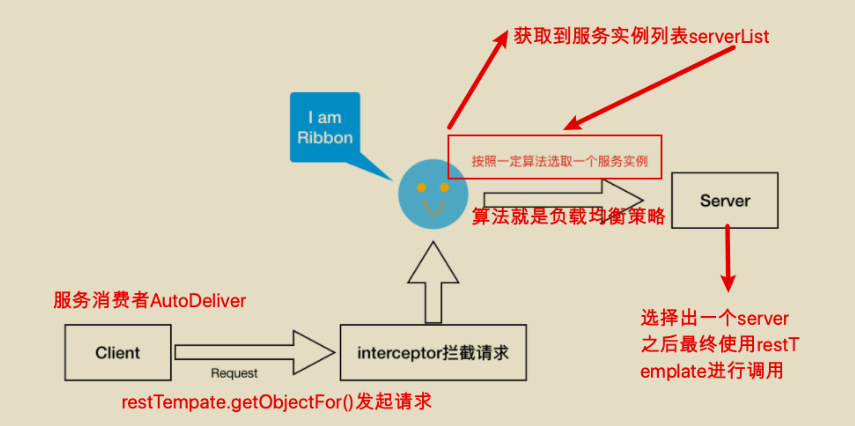 获取到服务实例列表serverList
I am
Ribbon
按照一定算法选取一个服务实例
Server
算法就是负载均衡策略
服务消费者AutoDeliver
选择出一个server
之后最终使用restT
emplate进行调用
Client
Request
interceptor拦截请求
restTempate.getObjectFor()发起请求